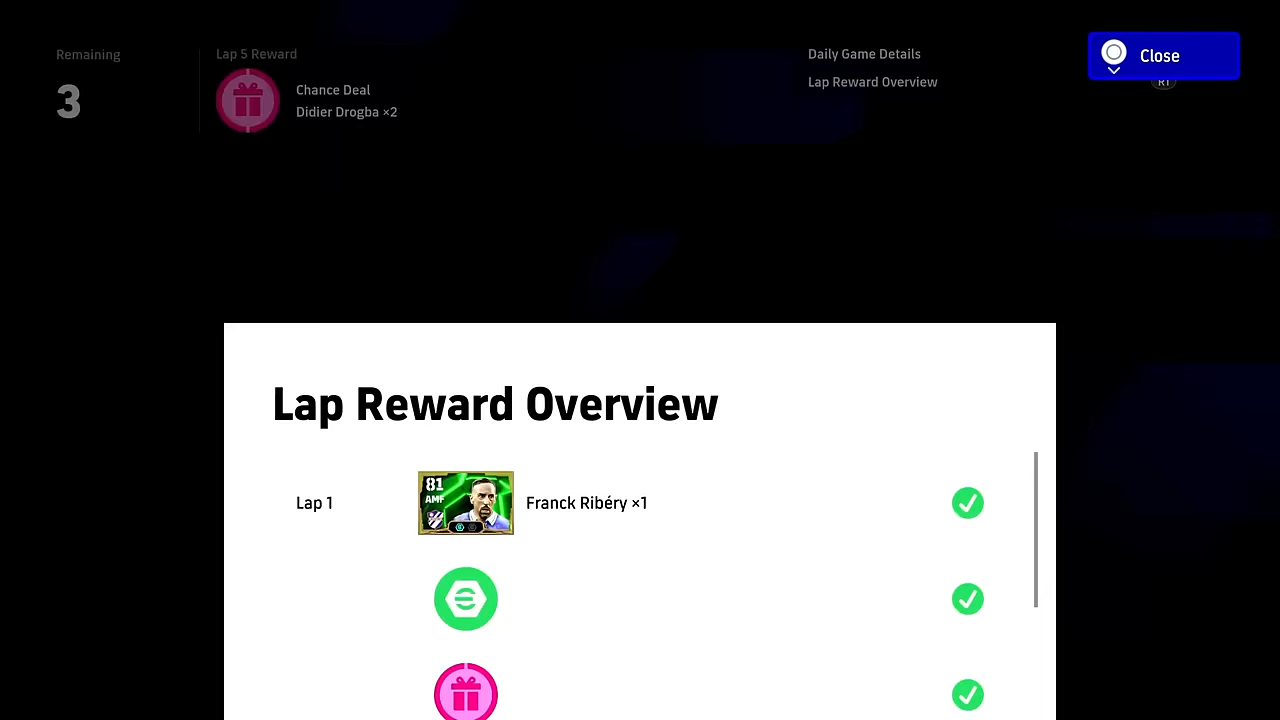 Remaining
3
Lap 5 Reward
Chance Deal
Didier Drogba ×2
Daily Game Details
Lap Reward Overview
Close
R1
Lap Reward Overview
Lap 1
81
AMF
Franck Ribéry ×1